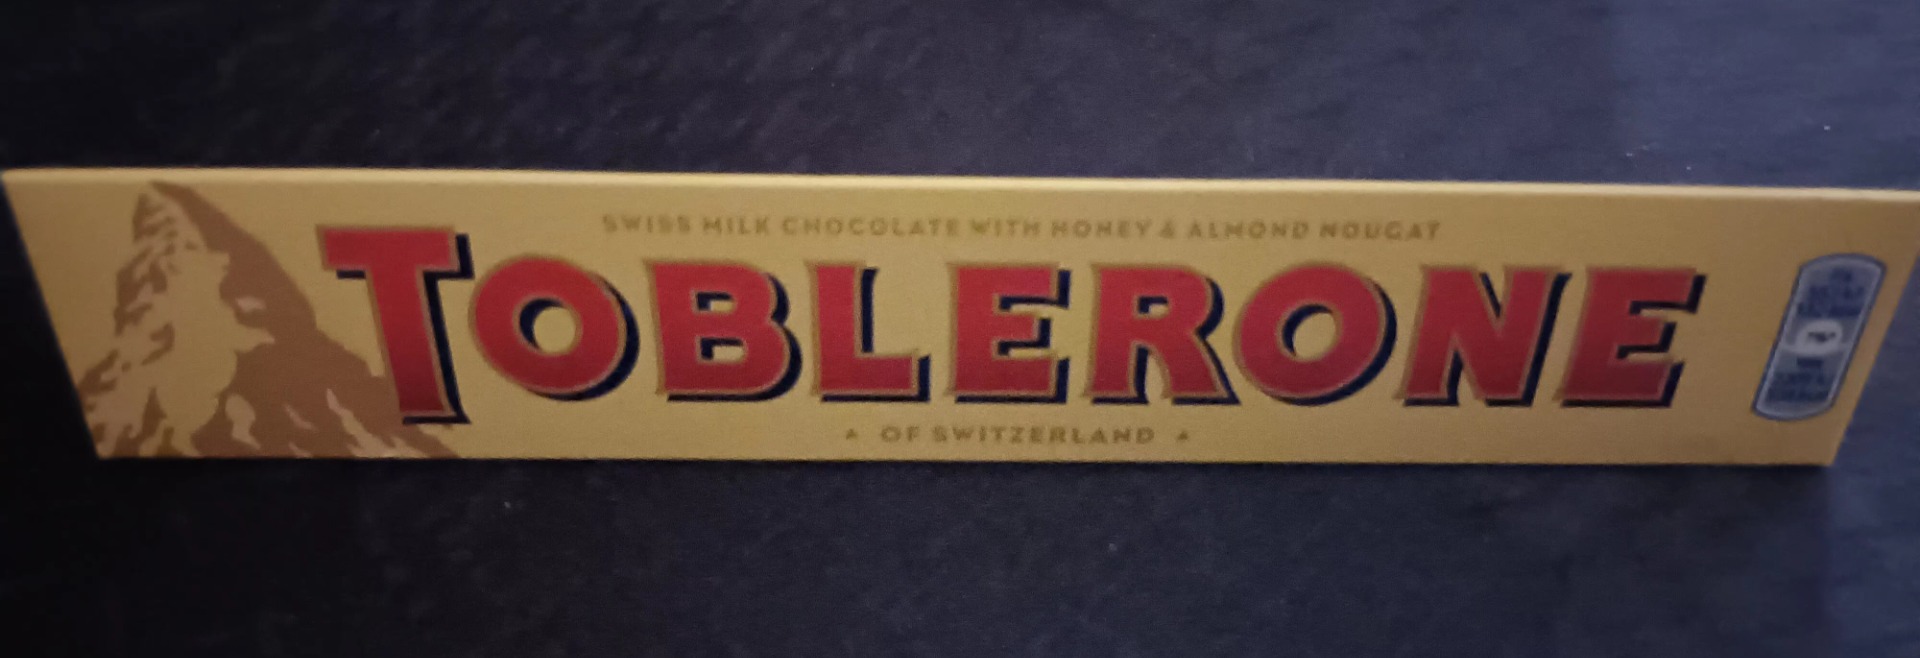 SWISS MILK CHOCOLATE WITH HONEY & ALMOND NOUGAT
TOBLERONE
OF SWITZERLAND